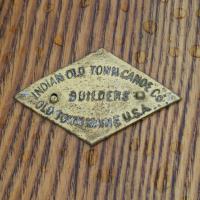 INDIAN OLD TOWN CANOE Co
BUILDERS
OLD TOWN MAINE U.S.A.